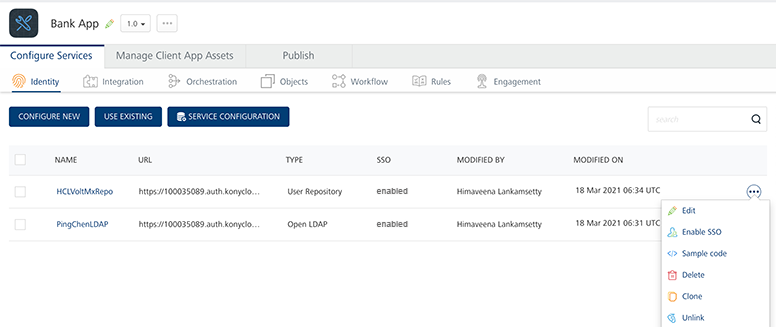 Bank App 1.0
Configure Services Manage Client App Assets Publish
Identity Integration Orchestration Objects Workflow Rules Engagement
CONFIGURE NEW USE EXISTING SERVICE CONFIGURATION search
NAME URL TYPE SSO MODIFIED BY MODIFIED ON
HCLVoltMxRepo https://100035089.auth.konyclo... User Repository enabled Himaveena Lankamsetty 18 Mar 2021 06:34 UTC
PingChenLDAP https://100035089.auth.konyclo... Open LDAP enabled Himaveena Lankamsetty 18 Mar 2021 06:31 UTC
Edit
Enable SSO
Sample code
Delete
Clone
Unlink